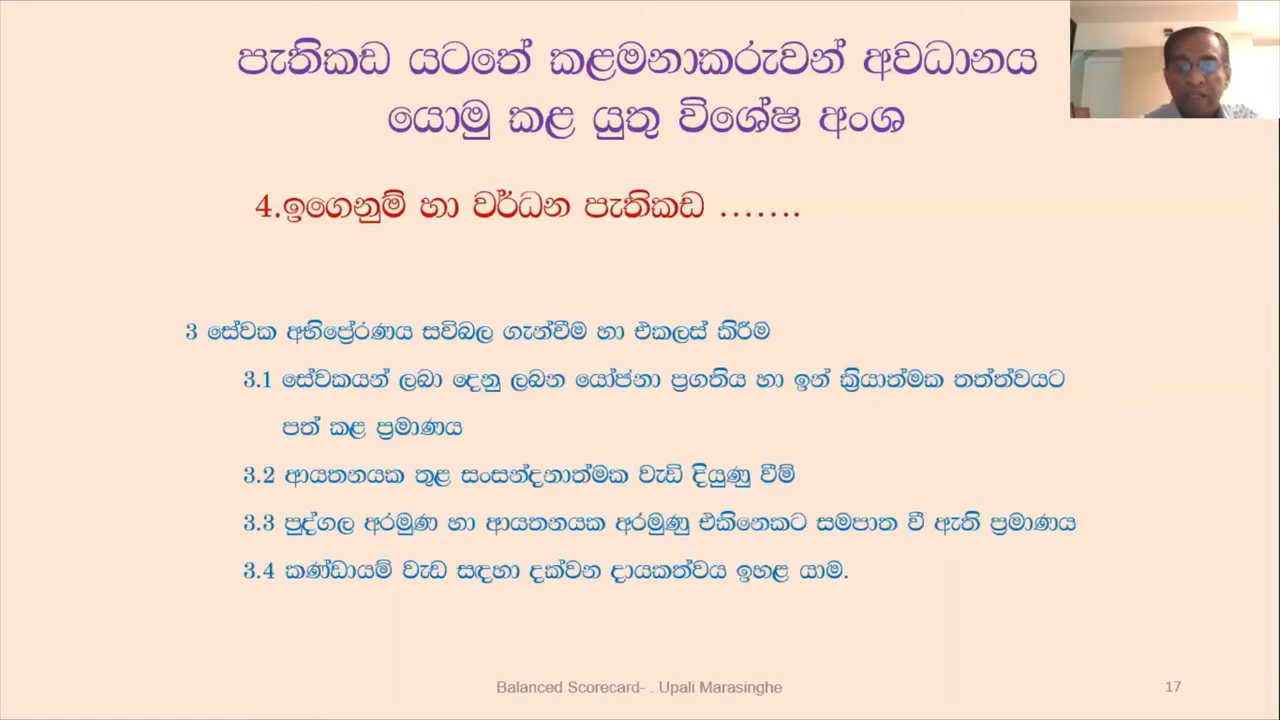 පැතිකඩ යටතේ කළමනාකරුවන් අවධානය
යොමු කළ යුතු විශේෂ අංශ
4.ඉගෙනුම් හා වර්ධන පැතිකඩ .......
3 සේවක අභිප්‍රේරණය සවිබල ගැන්වීම හා එකලස් කිරීම
3.1 සේවකයන් ලබා දෙනු ලබන යෝජනා ප්‍රගතිය හා ඉන් ක්‍රියාත්මක තත්ත්වයට
පත් කළ ප්‍රමාණය
3.2 ආයතනයක තුළ සංසන්දනාත්මක වැඩි දියුණු වීම්
3.3 පුද්ගල අරමුණ හා ආයතනයක අරමුණු එකිනෙකට සමපාත වී ඇති ප්‍රමාණය
3.4 කණ්ඩායම් වැඩ සඳහා දක්වන දායකත්වය ඉහළ යාම.
Balanced Scorecard- . Upali Marasinghe
17